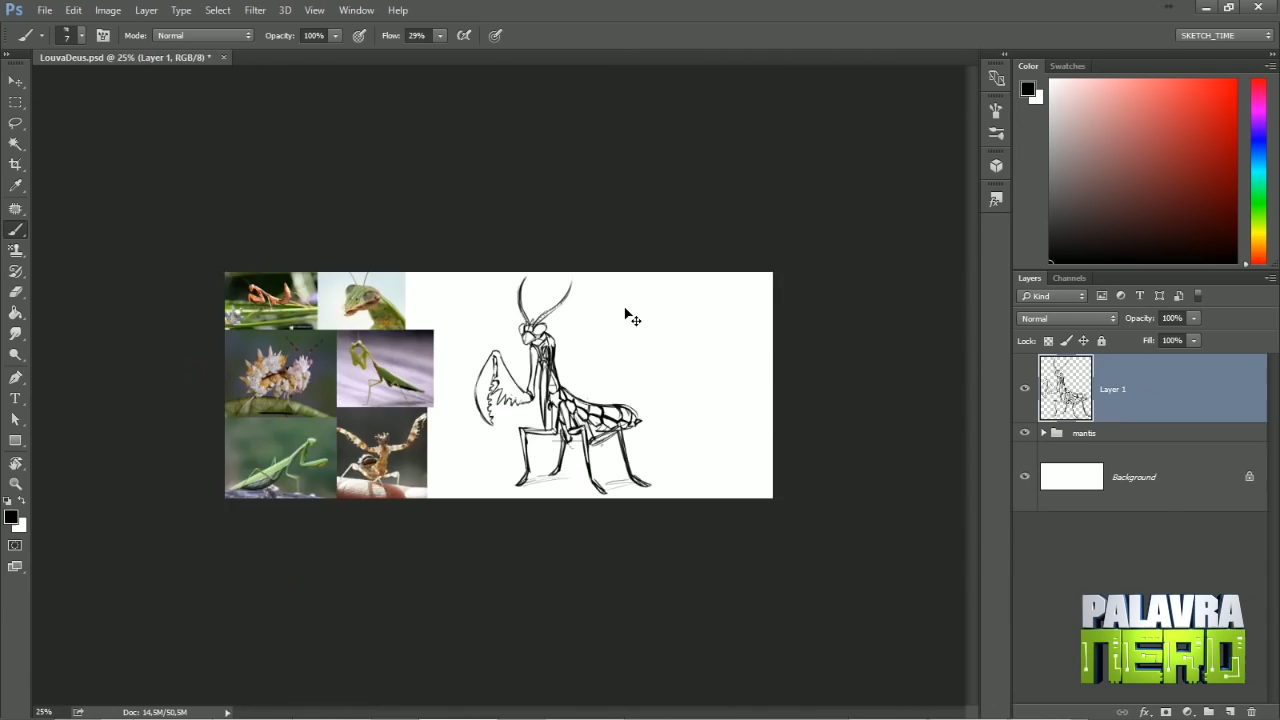 Ps File Edit Image Layer Type Select Filter 3D View Window Help
7 Mode: Normal Opacity: 100% Flow: 29% SKETCH_TIME
LouvaDeus.psd @ 25% (Layer 1, RGB/8) * ×
Color Swatches
Layers Channels
Kind
Normal Opacity: 100%
Lock: Fill: 100%
Layer 1
mantis
Background
PALAVRA
NERD
25% Doc: 14,5M/50,5M